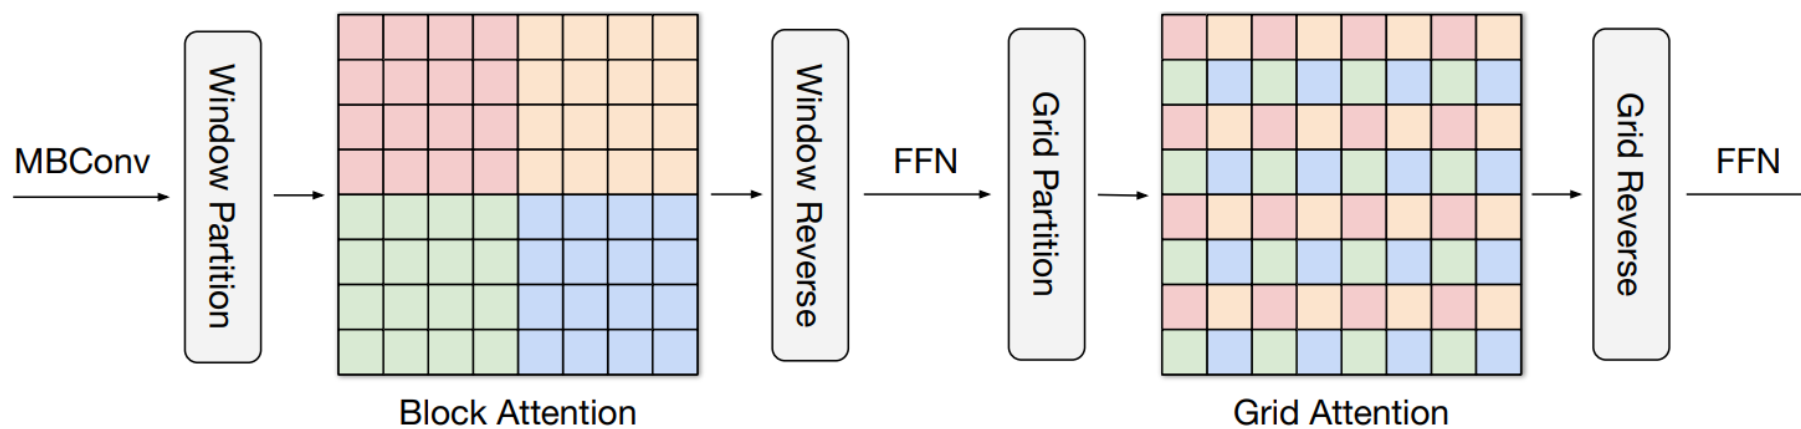 MBConv
Window Partition
Block Attention
Window Reverse
FFN
Grid Partition
Grid Attention
Grid Reverse
FFN